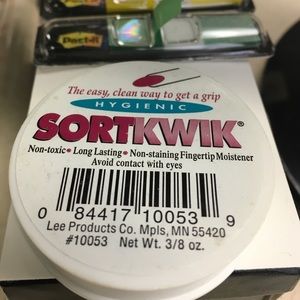 Post-it
Post-it
The easy, clean way to get a grip
HYGIENIC
SORTKWIK®
Non-toxic • Long Lasting • Non-staining Fingertip Moistener
Avoid contact with eyes
0 84417 10053 9
Lee Products Co. Mpls, MN 55420
#10053 Net Wt. 3/8 oz.